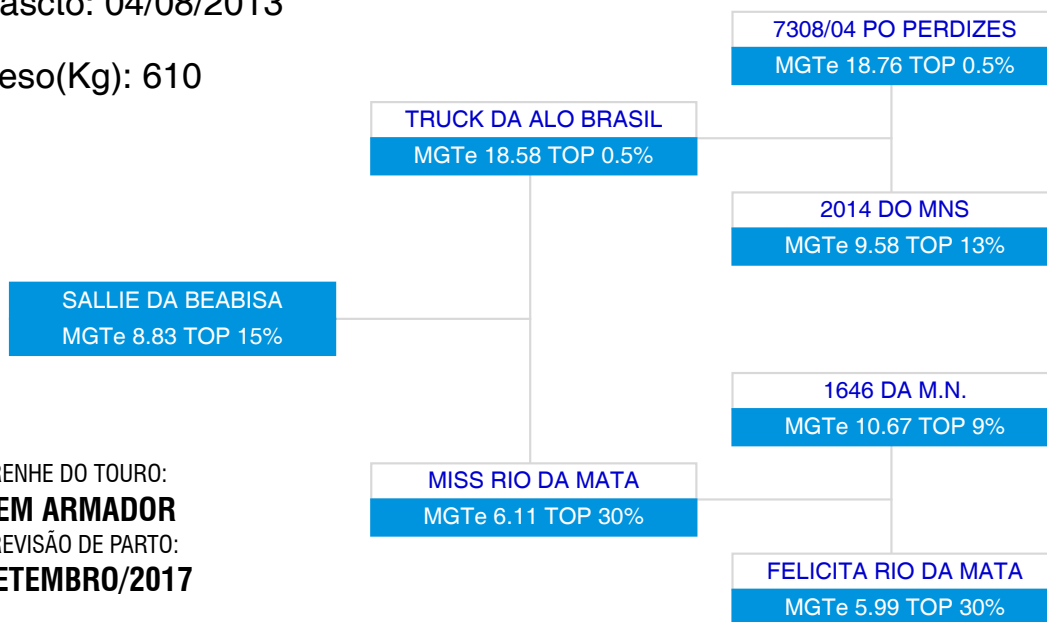 ascto: 04/08/2013
eso(Kg): 610
7308/04 PO PERDIZES
MGTe 18.76 TOP 0.5%
TRUCK DA ALO BRASIL
MGTe 18.58 TOP 0.5%
2014 DO MNS
MGTe 9.58 TOP 13%
SALLIE DA BEABISA
MGTe 8.83 TOP 15%
1646 DA M.N.
MGTe 10.67 TOP 9%
MISS RIO DA MATA
MGTe 6.11 TOP 30%
FELICITA RIO DA MATA
MGTe 5.99 TOP 30%
RENHE DO TOURO:
EM ARMADOR
REVISÃO DE PARTO:
ETEMBRO/2017